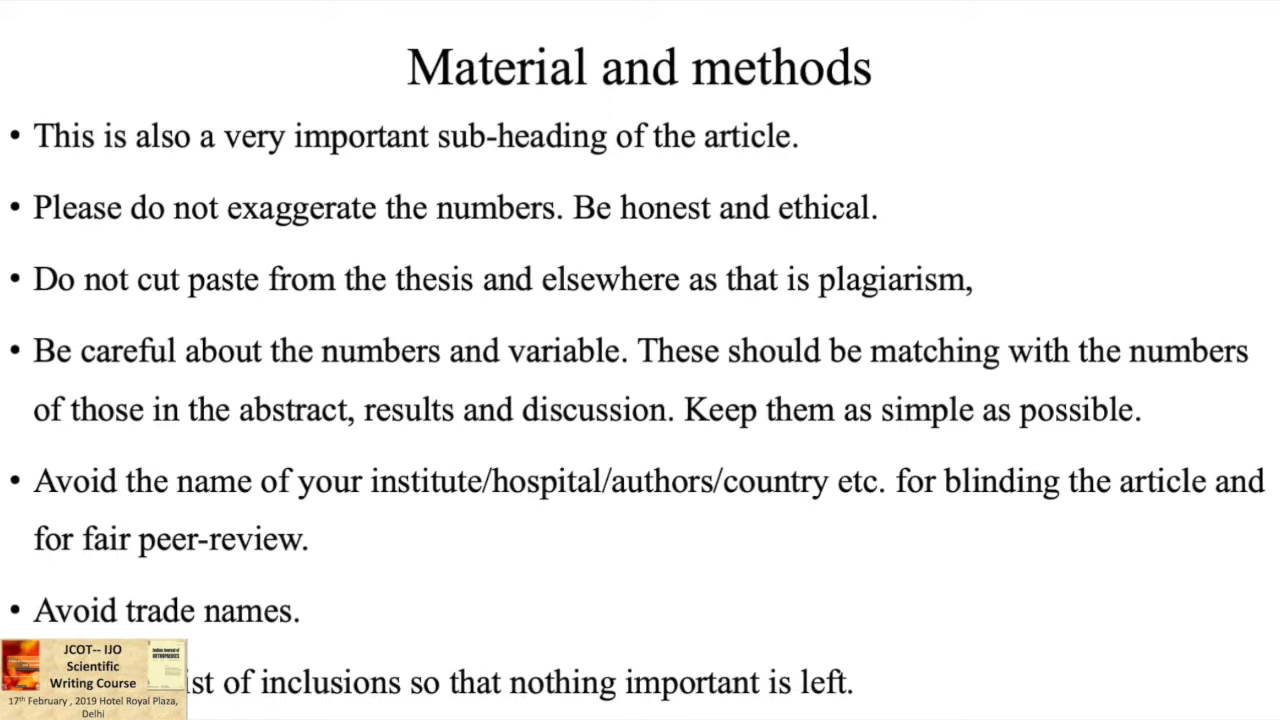 Material and methods
• This is also a very important sub-heading of the article.
• Please do not exaggerate the numbers. Be honest and ethical.
• Do not cut paste from the thesis and elsewhere as that is plagiarism,
• Be careful about the numbers and variable. These should be matching with the numbers
of those in the abstract, results and discussion. Keep them as simple as possible.
• Avoid the name of your institute/hospital/authors/country etc. for blinding the article and
for fair peer-review.
• Avoid trade names.
of inclusions so that nothing important is left.
JCOT-- IJO
Scientific
Writing Course
17th February , 2019 Hotel Royal Plaza,
Delhi
Indian Journal of
ORTHOPAEDICS